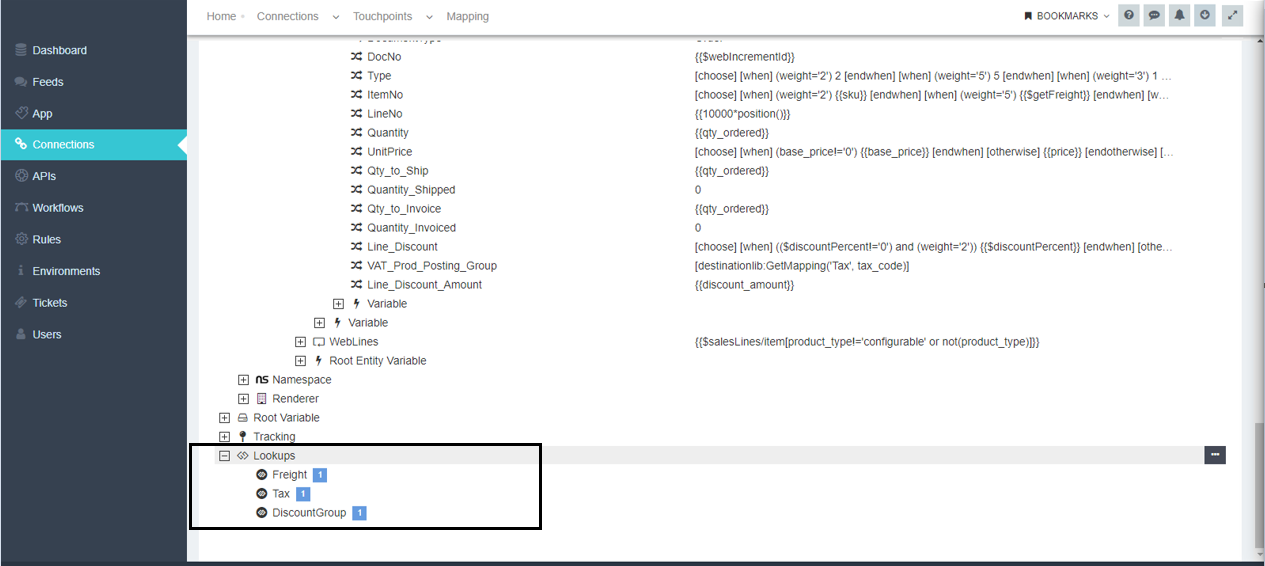 Home Connections Touchpoints Mapping
BOOKMARKS
Dashboard
Feeds
App
Connections
APIs
Workflows
Rules
Environments
Tickets
Users
DocNo {{$webIncrementId}}
Type [choose] [when] (weight='2') 2 [endwhen] [when] (weight='5') 5 [endwhen] [when] (weight='3') 1 ...
ItemNo [choose] [when] (weight='2') {{sku}} [endwhen] [when] (weight='5') {{$getFreight}} [endwhen] [w...
LineNo {{10000*position()}}
Quantity {{qty_ordered}}
UnitPrice [choose] [when] (base_price!='0') {{base_price}} [endwhen] [otherwise] {{price}} [endotherwise] [...
Qty_to_Ship {{qty_ordered}}
Quantity_Shipped 0
Qty_to_Invoice {{qty_ordered}}
Quantity_Invoiced 0
Line_Discount [choose] [when] (($discountPercent!='0') and (weight='2')) {{$discountPercent}} [endwhen] [othe...
VAT_Prod_Posting_Group [destinationlib:GetMapping('Tax', tax_code)]
Line_Discount_Amount {{discount_amount}}
Variable
Variable
WebLines {{$salesLines/item[product_type!='configurable' or not(product_type)]}}
Root Entity Variable
ns Namespace
Renderer
Root Variable
Tracking
Lookups
Freight 1
Tax 1
DiscountGroup 1